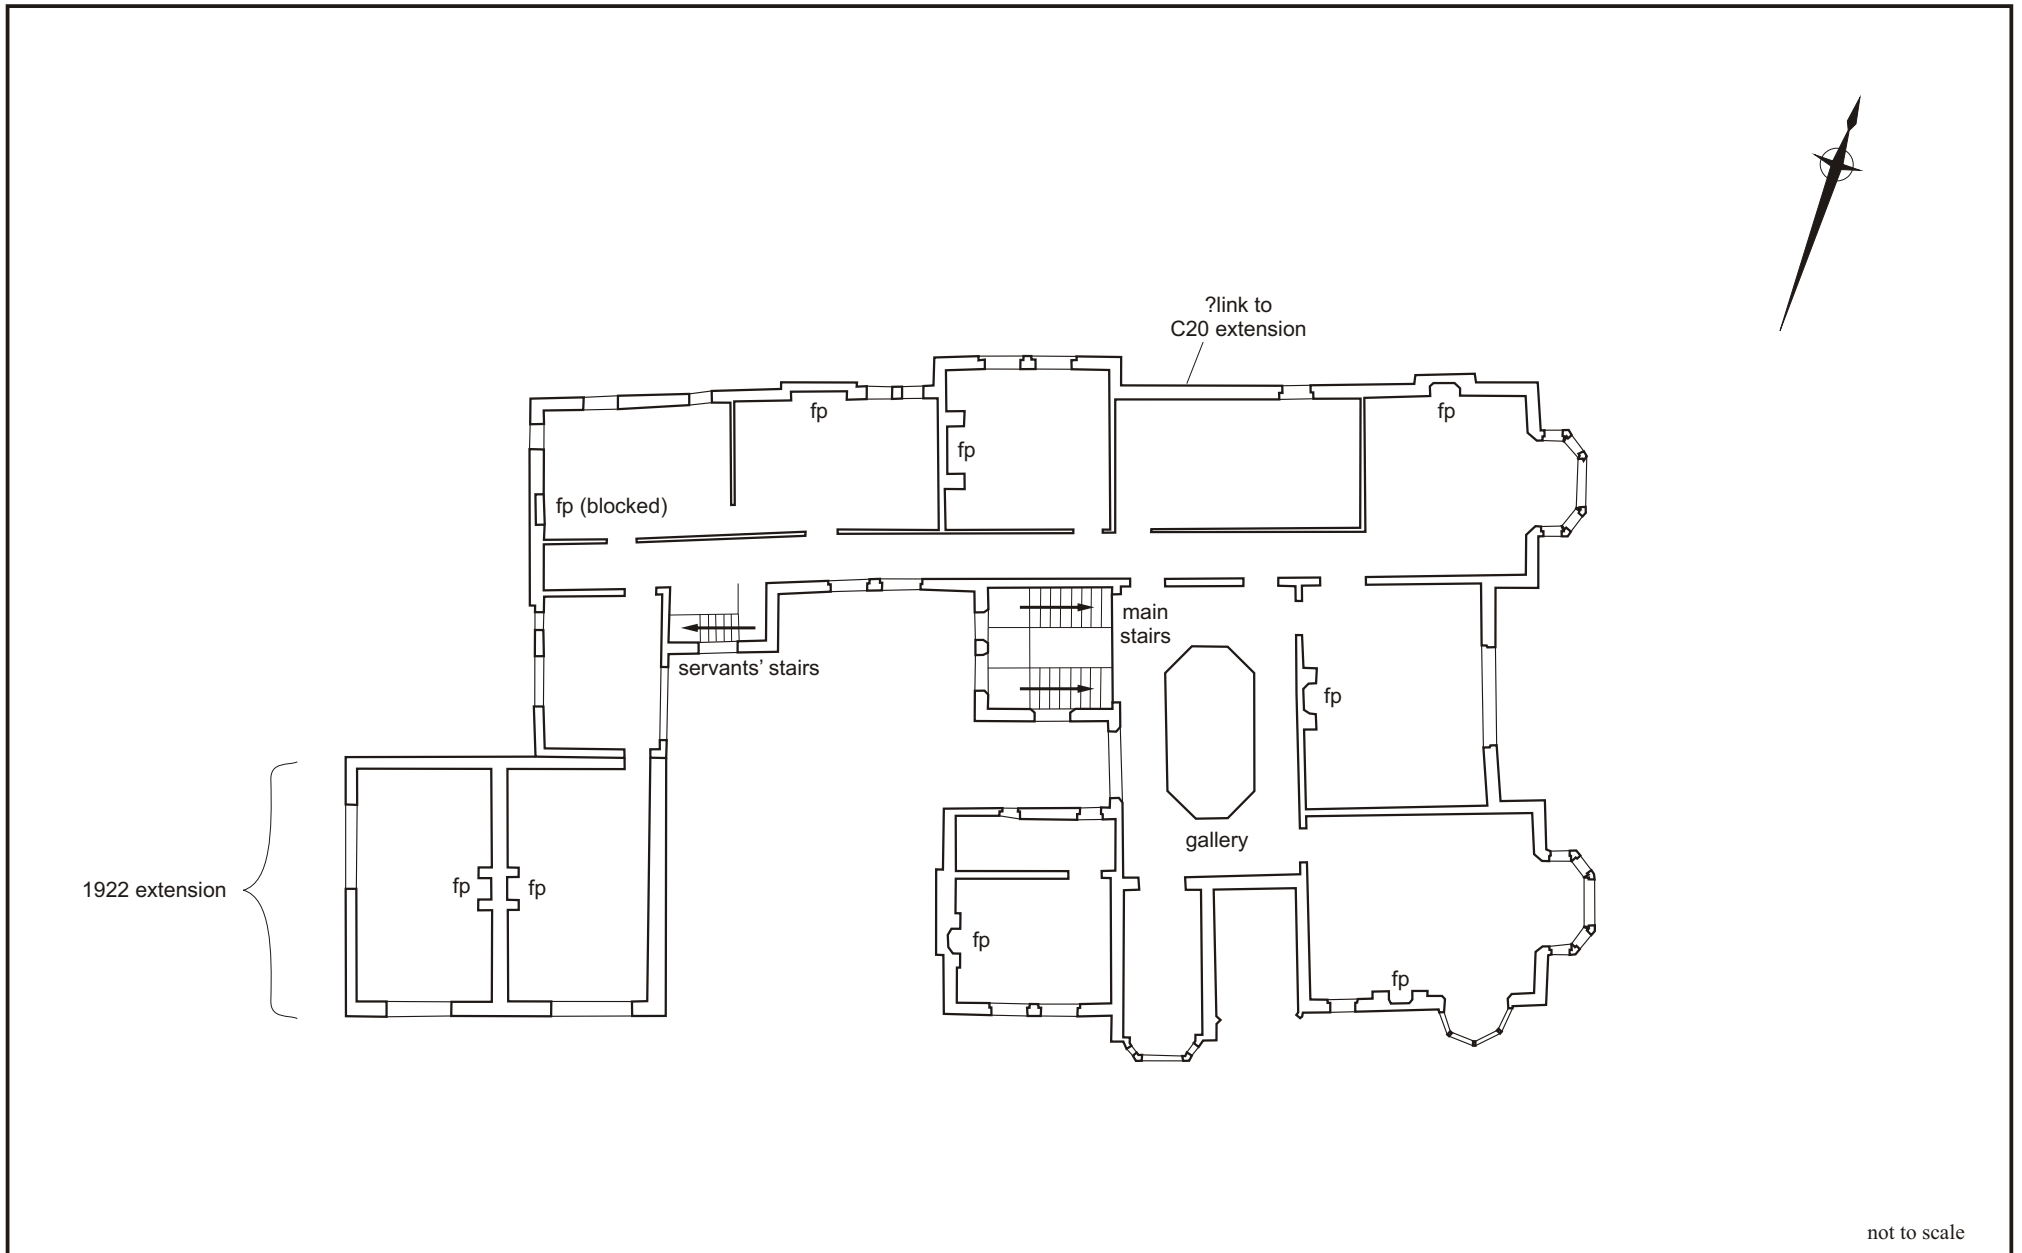 ?link to
C20 extension
fp
fp
fp
fp (blocked)
main
stairs
servants’ stairs
fp
gallery
1922 extension
fp
fp
fp
fp
not to scale